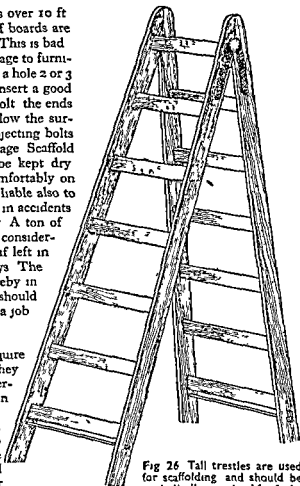 s over 10 ft
f boards are
This is bad
age to furni-
a hole 2 or 3
nsert a good
olt the ends
low the sur-
jecting bolts
age Scaffold
be kept dry
mfortably on
liable also to
in accidents
A ton of
consider-
if left in
ys The
eby in
should
a job
quire
hey
er-
n
Fig 26 Tall trestles are used
for scaffolding and should be